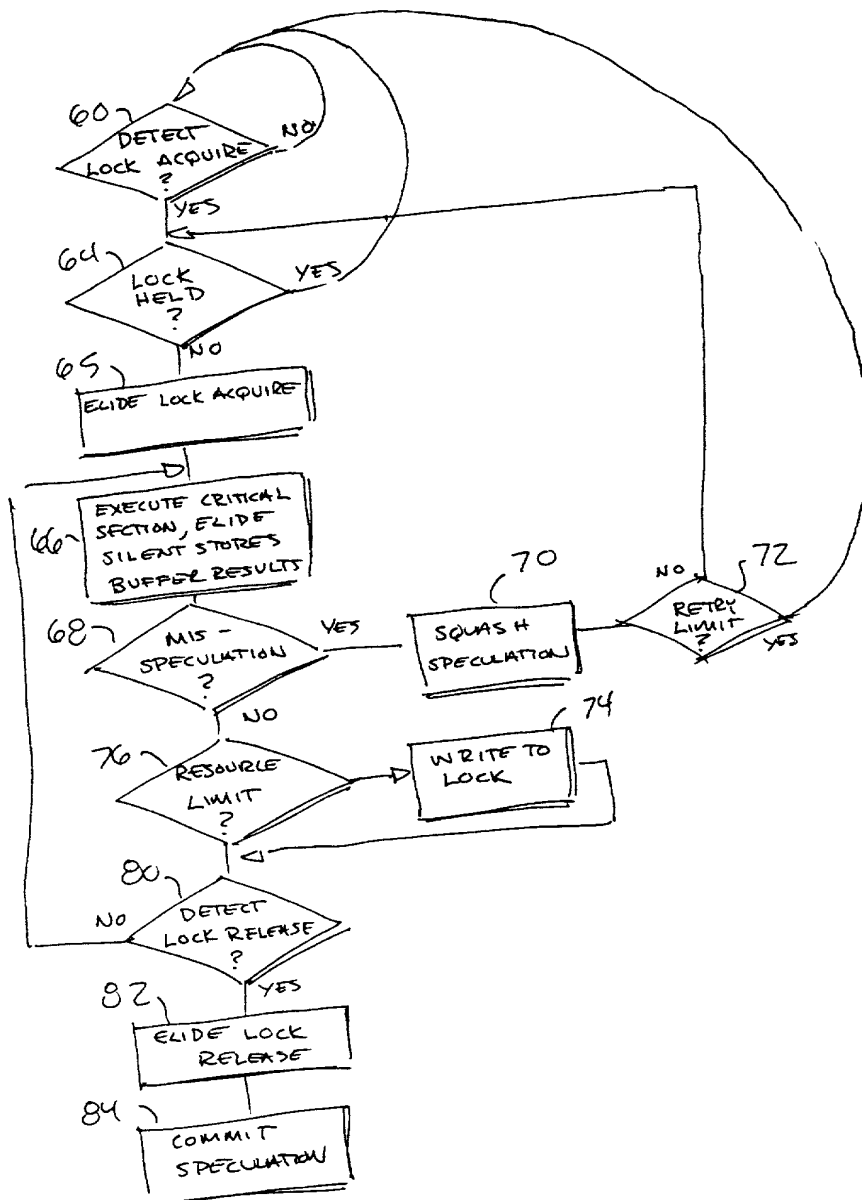 60
DETECT
LOCK ACQUIRE
?
NO
YES
64
LOCK
HELD
?
YES
NO
65
ELIDE LOCK ACQUIRE
66
EXECUTE CRITICAL
SECTION, ELIDE
SILENT STORES
BUFFER RESULTS
68
MIS-
SPECULATION
?
YES
NO
70
SQUASH
SPECULATION
72
RETRY
LIMIT
?
NO
YES
76
RESOURCE
LIMIT
?
74
WRITE TO
LOCK
80
DETECT
LOCK RELEASE
?
NO
YES
82
ELIDE LOCK
RELEASE
84
COMMIT
SPECULATION